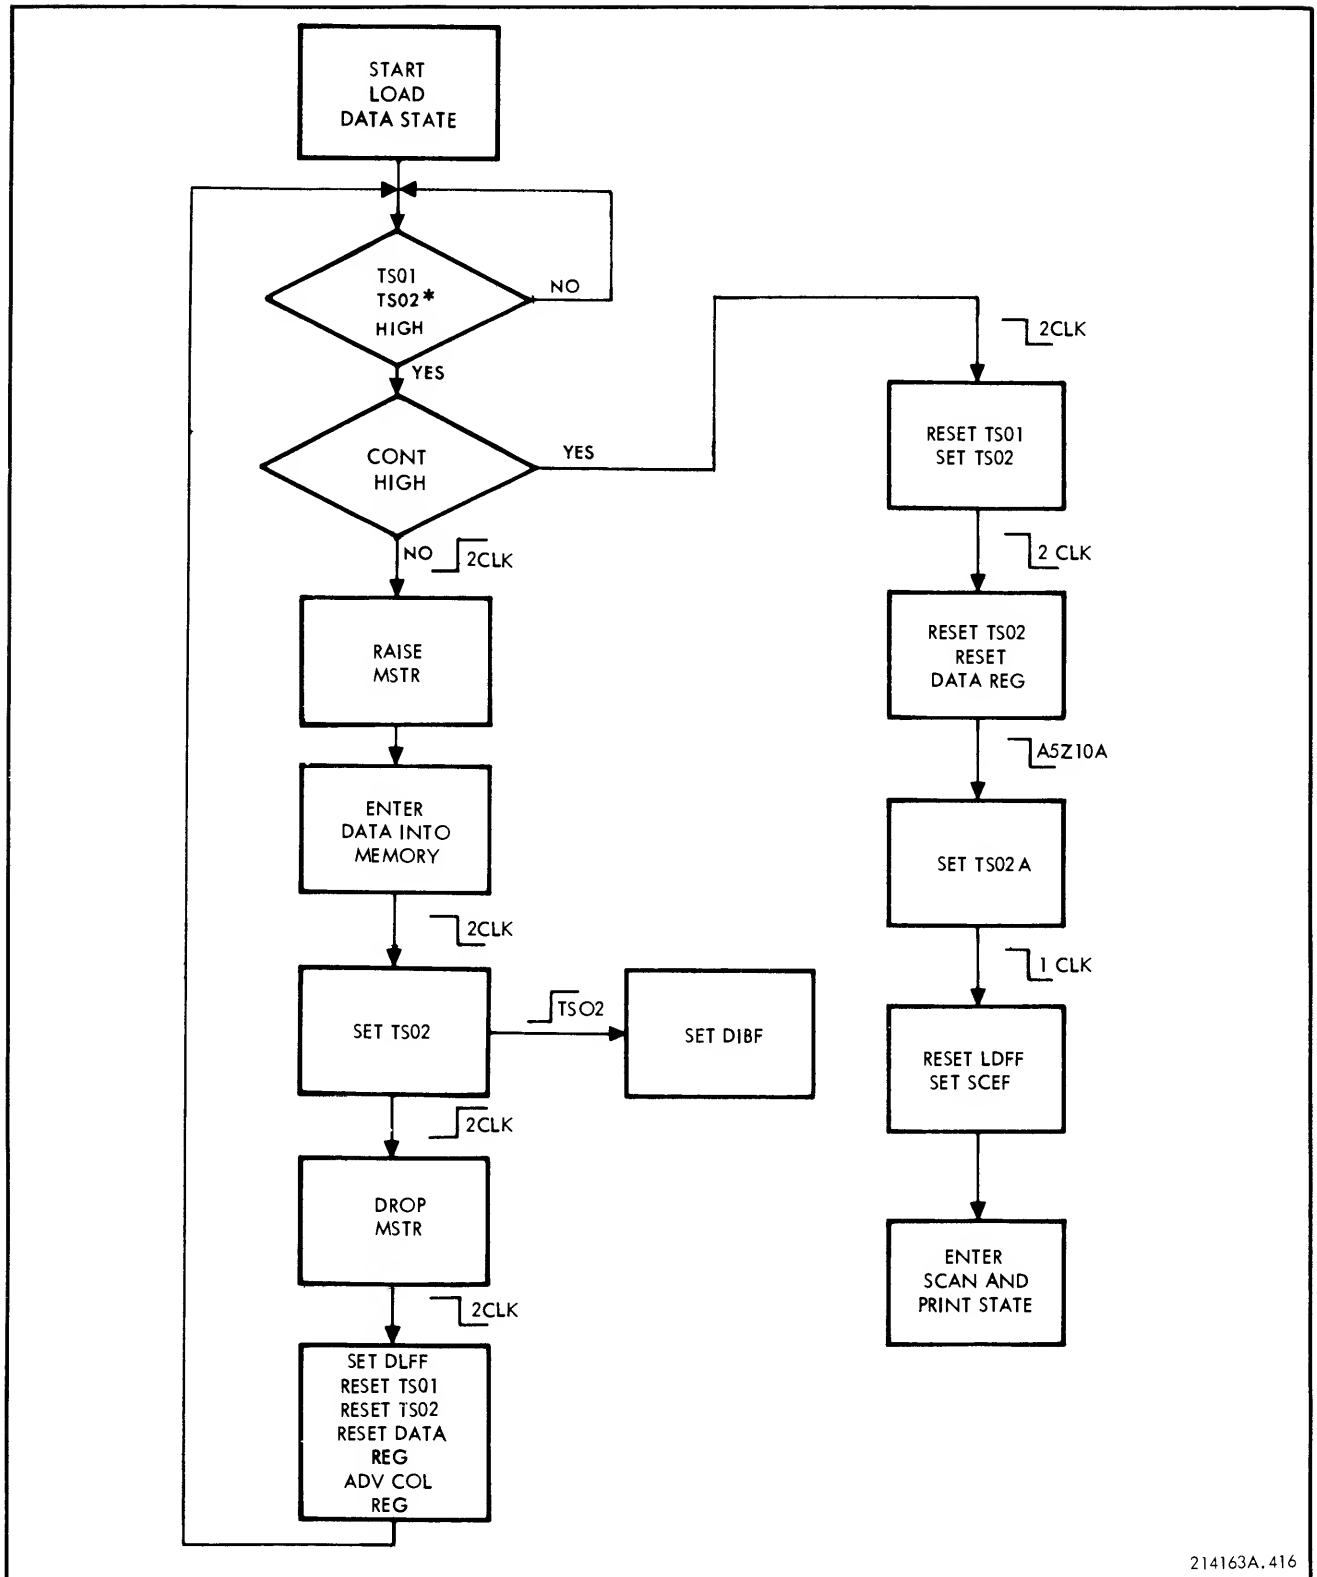 START
LOAD
DATA STATE
TS01
TS02*
HIGH
NO
YES
CONT
HIGH
YES
NO
2CLK
RAISE
MSTR
ENTER
DATA INTO
MEMORY
2CLK
SET TS02
TSO2
SET DIBF
2CLK
DROP
MSTR
2CLK
SET DLFF
RESET TS01
RESET TS02
RESET DATA
REG
ADV COL
REG
2CLK
RESET TS01
SET TS02
2 CLK
RESET TS02
RESET
DATA REG
A5Z10A
SET TS02A
1 CLK
RESET LDFF
SET SCEF
ENTER
SCAN AND
PRINT STATE
214163A.416